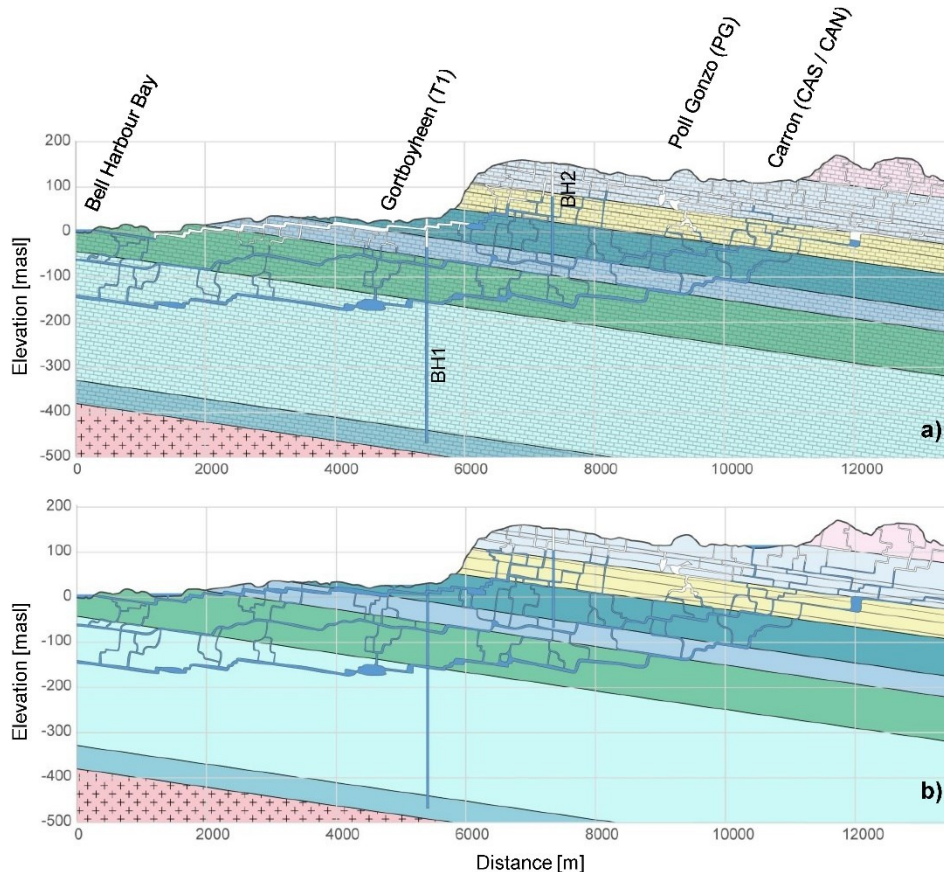 Bell Harbour Bay
Gortboyheen (T1)
Poll Gonzo (PG)
Carron (CAS / CAN)
200
100
0
-100
-200
-300
-400
-500
Elevation [masl]
BH1
BH2
a)
0
2000
4000
6000
8000
10000
12000
200
100
0
-100
-200
-300
-400
-500
Elevation [masl]
b)
0
2000
4000
6000
8000
10000
12000
Distance [m]